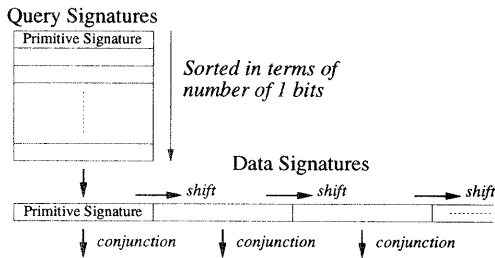 Query Signatures
Primitive Signature
Sorted in terms of
number of 1 bits
Data Signatures
shift shift shift
Primitive Signature
conjunction conjunction conjunction